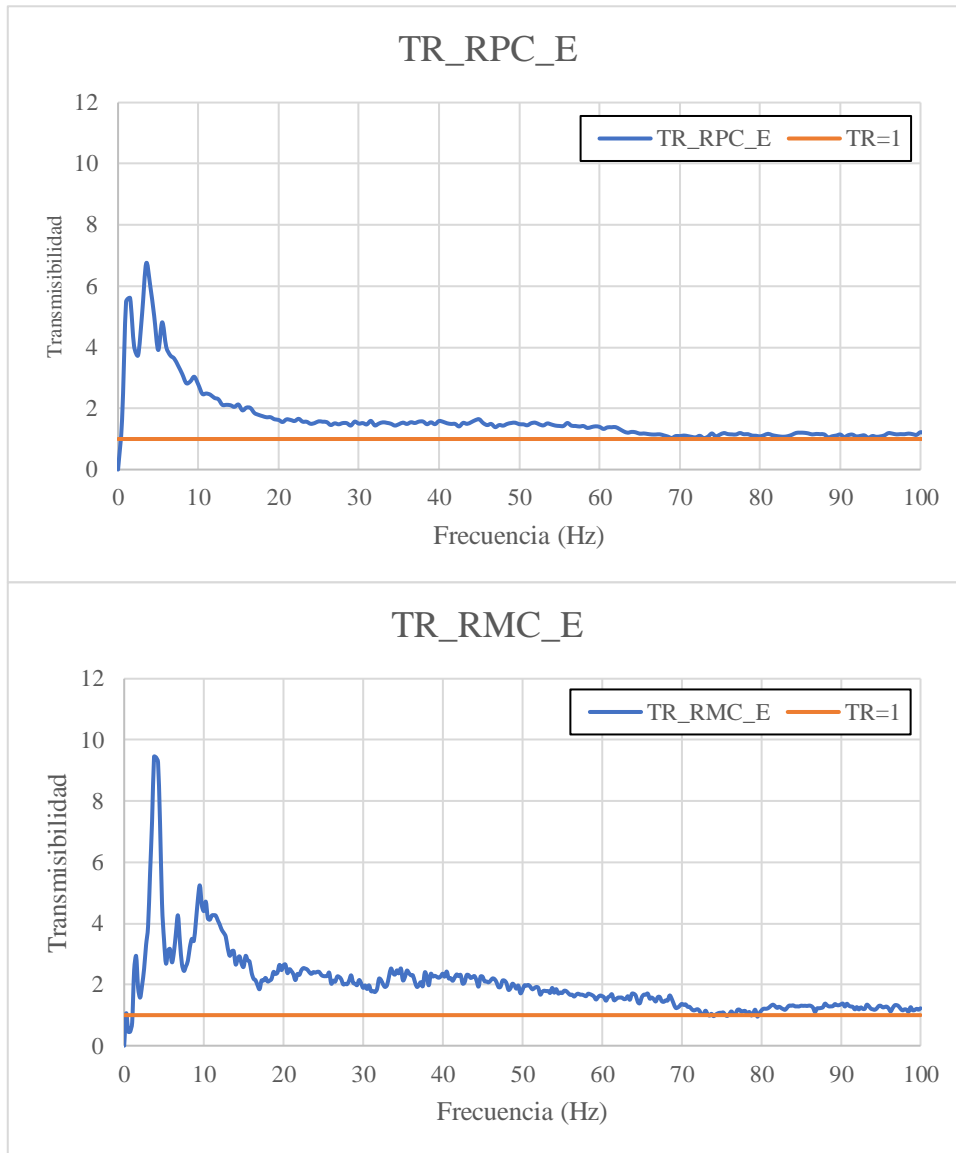 TR_RPC_E
12
10
8
6
4
2
0
Transmisibilidad
TR_RPC_E TR=1
0 10 20 30 40 50 60 70 80 90 100
Frecuencia (Hz)
TR_RMC_E
12
10
8
6
4
2
0
Transmisibilidad
TR_RMC_E TR=1
0 10 20 30 40 50 60 70 80 90 100
Frecuencia (Hz)